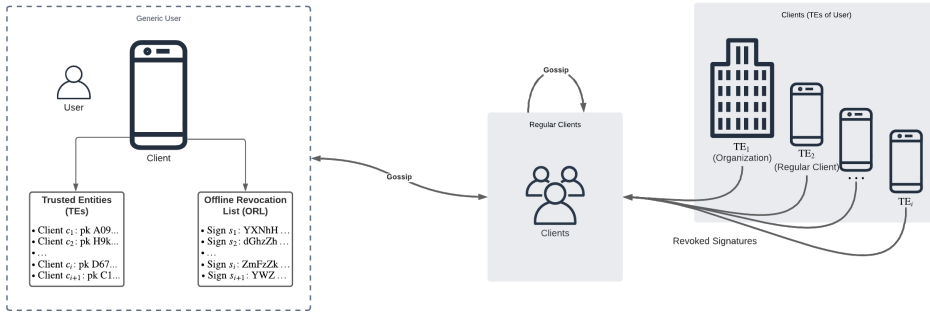 Generic User
User
Client
Trusted Entities
(TEs)
• Client c₁: pk A09...
• Client c₂: pk H9k...
• ...
• Client cᵢ: pk D67...
• Client cᵢ₊₁: pk C1...
Offline Revocation
List (ORL)
• Sign s₁: YXNhH ...
• Sign s₂: dGhzZh ...
• ...
• Sign sᵢ: ZmFzZk ...
• Sign sᵢ₊₁: YWZ ...
Gossip
Gossip
Regular Clients
Clients
Clients (TEs of User)
TE₁
(Organization)
TE₂
(Regular Client)
...
TEᵢ
Revoked Signatures